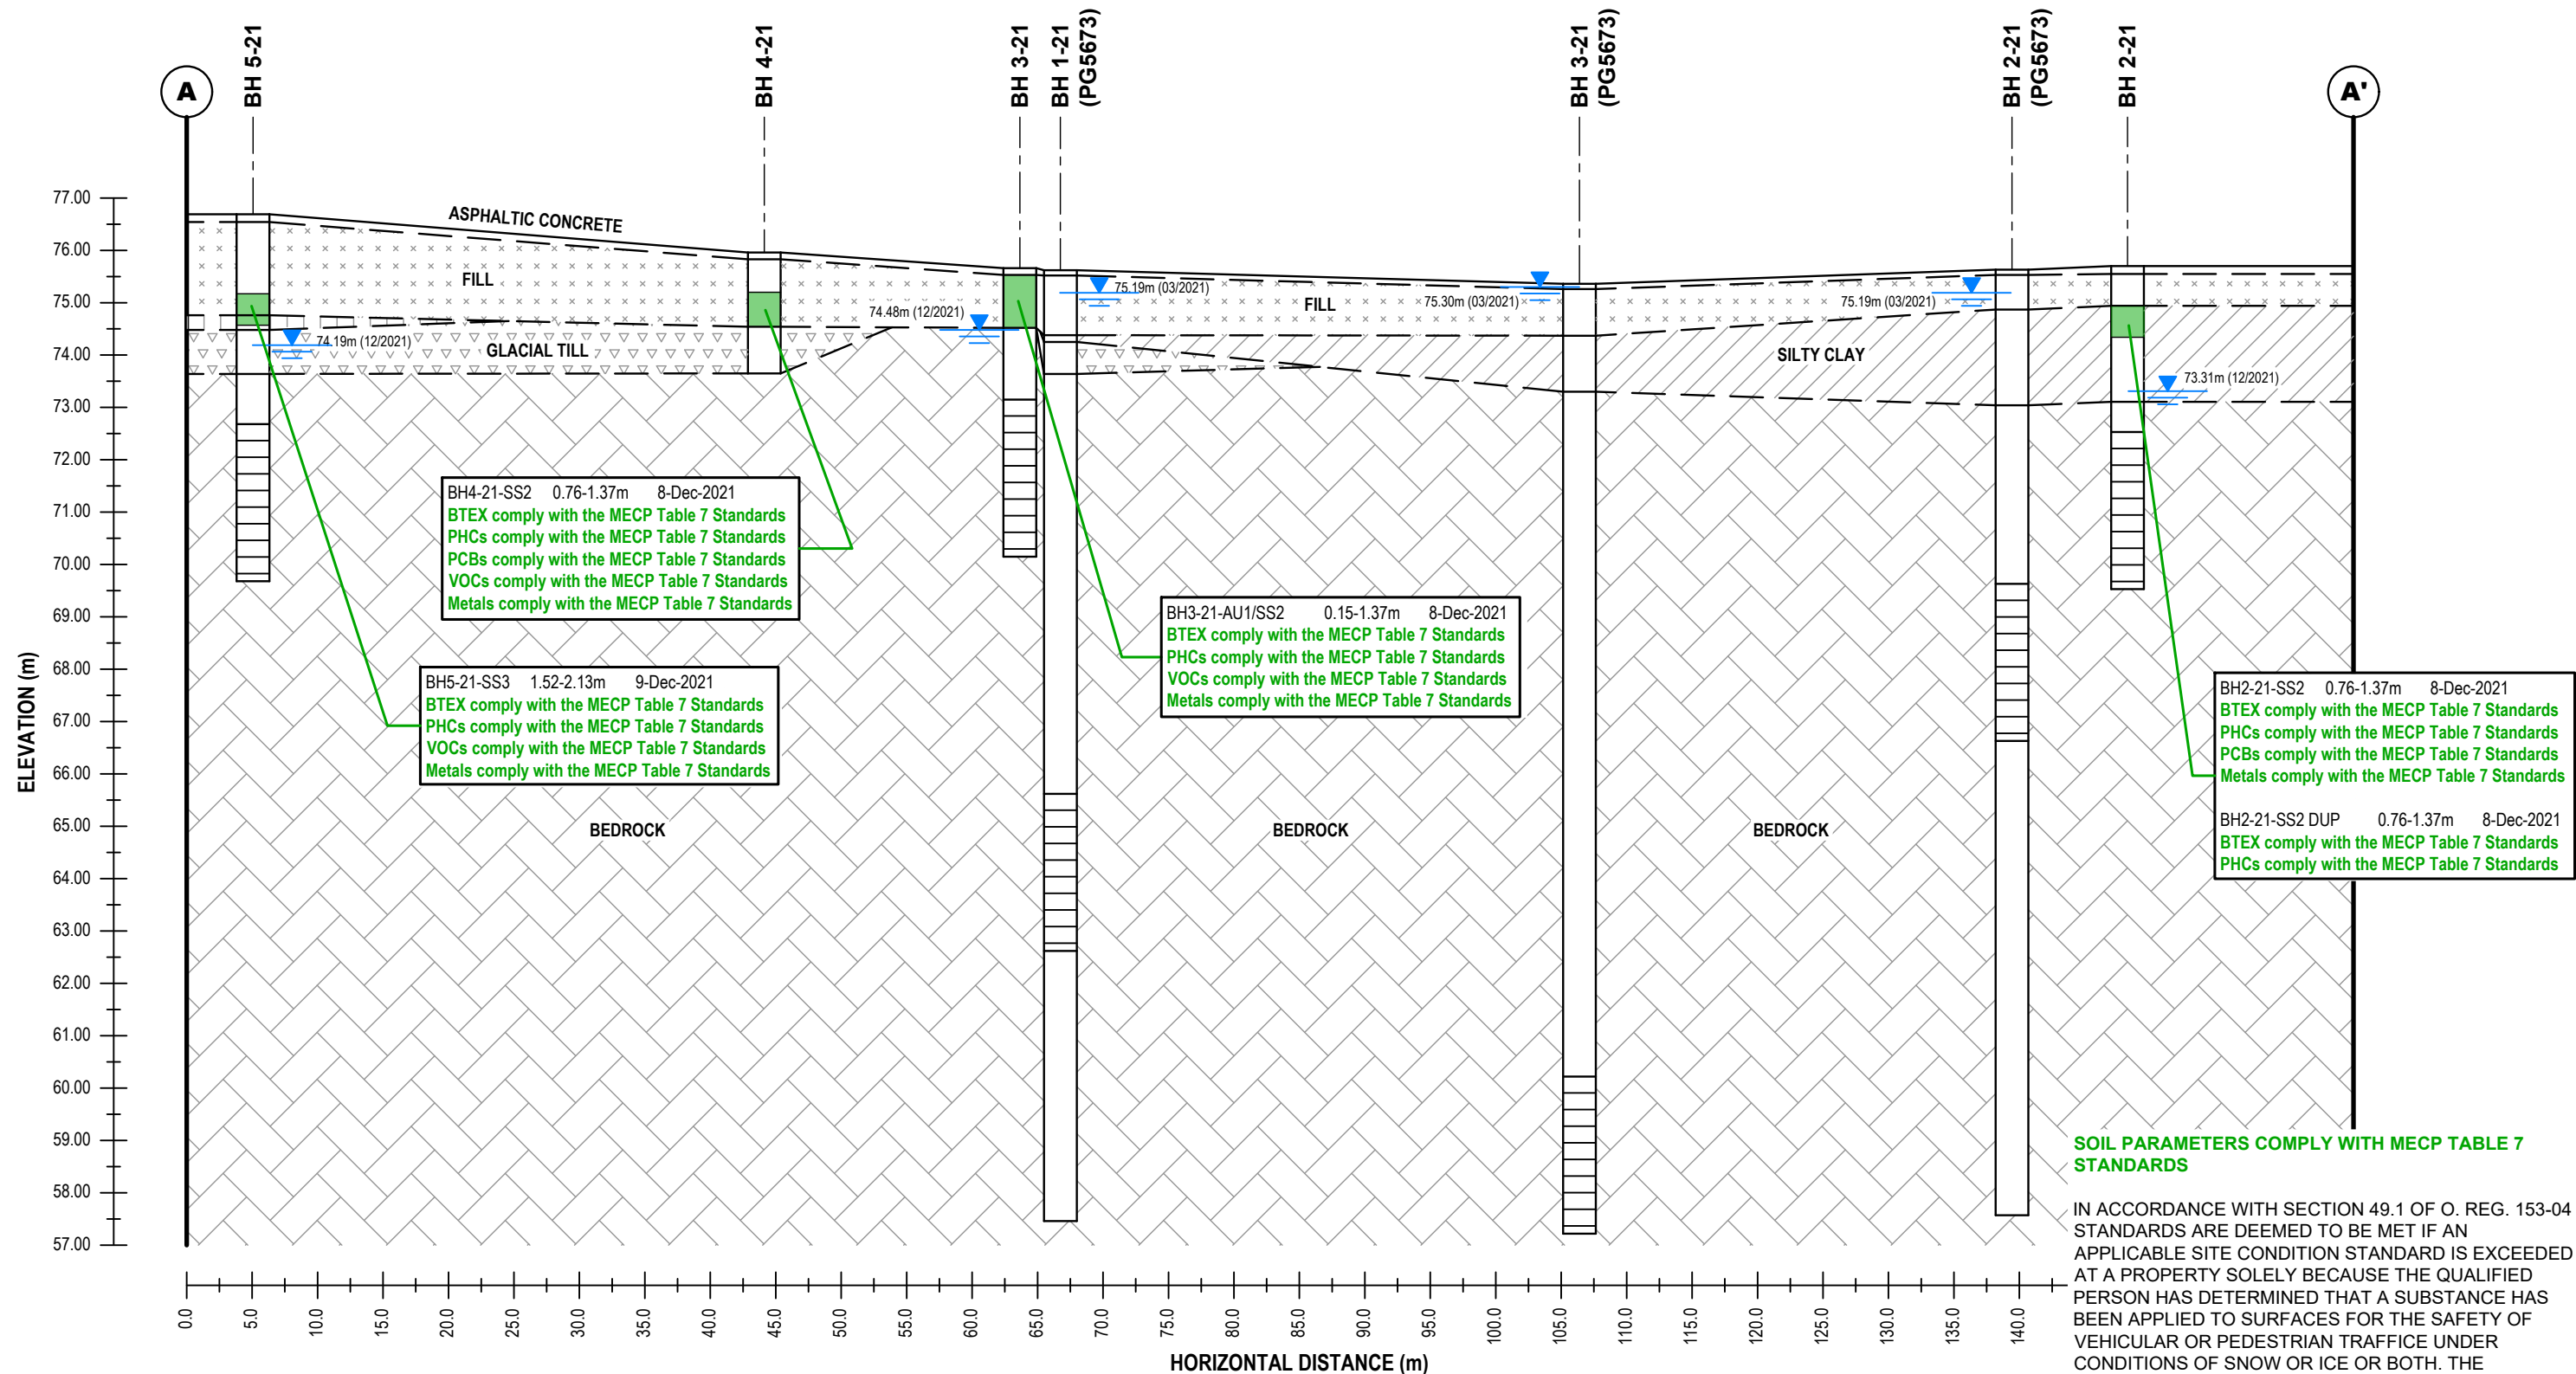 BH 5-21
BH 4-21
BH 3-21
BH 1-21
(PG5673)
BH 3-21
(PG5673)
BH 2-21
(PG5673)
BH 2-21
A
A'
77.00
76.00
75.00
74.00
73.00
72.00
71.00
70.00
69.00
68.00
67.00
66.00
65.00
64.00
63.00
62.00
61.00
60.00
59.00
58.00
57.00
ELEVATION (m)
ASPHALTIC CONCRETE
FILL
GLACIAL TILL
74.19m (12/2021)
74.48m (12/2021)
75.19m (03/2021)
FILL
75.30m (03/2021)
75.19m (03/2021)
SILTY CLAY
73.31m (12/2021)
BH4-21-SS2 0.76-1.37m 8-Dec-2021
BTEX comply with the MECP Table 7 Standards
PHCs comply with the MECP Table 7 Standards
PCBs comply with the MECP Table 7 Standards
VOCs comply with the MECP Table 7 Standards
Metals comply with the MECP Table 7 Standards
BH5-21-SS3 1.52-2.13m 9-Dec-2021
BTEX comply with the MECP Table 7 Standards
PHCs comply with the MECP Table 7 Standards
VOCs comply with the MECP Table 7 Standards
Metals comply with the MECP Table 7 Standards
BH3-21-AU1/SS2 0.15-1.37m 8-Dec-2021
BTEX comply with the MECP Table 7 Standards
PHCs comply with the MECP Table 7 Standards
VOCs comply with the MECP Table 7 Standards
Metals comply with the MECP Table 7 Standards
BH2-21-SS2 0.76-1.37m 8-Dec-2021
BTEX comply with the MECP Table 7 Standards
PHCs comply with the MECP Table 7 Standards
PCBs comply with the MECP Table 7 Standards
Metals comply with the MECP Table 7 Standards
BH2-21-SS2 DUP 0.76-1.37m 8-Dec-2021
BTEX comply with the MECP Table 7 Standards
PHCs comply with the MECP Table 7 Standards
BEDROCK
BEDROCK
BEDROCK
SOIL PARAMETERS COMPLY WITH MECP TABLE 7
STANDARDS
IN ACCORDANCE WITH SECTION 49.1 OF O. REG. 153-04
STANDARDS ARE DEEMED TO BE MET IF AN
APPLICABLE SITE CONDITION STANDARD IS EXCEEDED
AT A PROPERTY SOLELY BECAUSE THE QUALIFIED
PERSON HAS DETERMINED THAT A SUBSTANCE HAS
BEEN APPLIED TO SURFACES FOR THE SAFETY OF
VEHICULAR OR PEDESTRIAN TRAFFICE UNDER
CONDITIONS OF SNOW OR ICE OR BOTH. THE
0.0
5.0
10.0
15.0
20.0
25.0
30.0
35.0
40.0
45.0
50.0
55.0
60.0
65.0
70.0
75.0
80.0
85.0
90.0
95.0
100.0
105.0
110.0
115.0
120.0
125.0
130.0
135.0
140.0
HORIZONTAL DISTANCE (m)